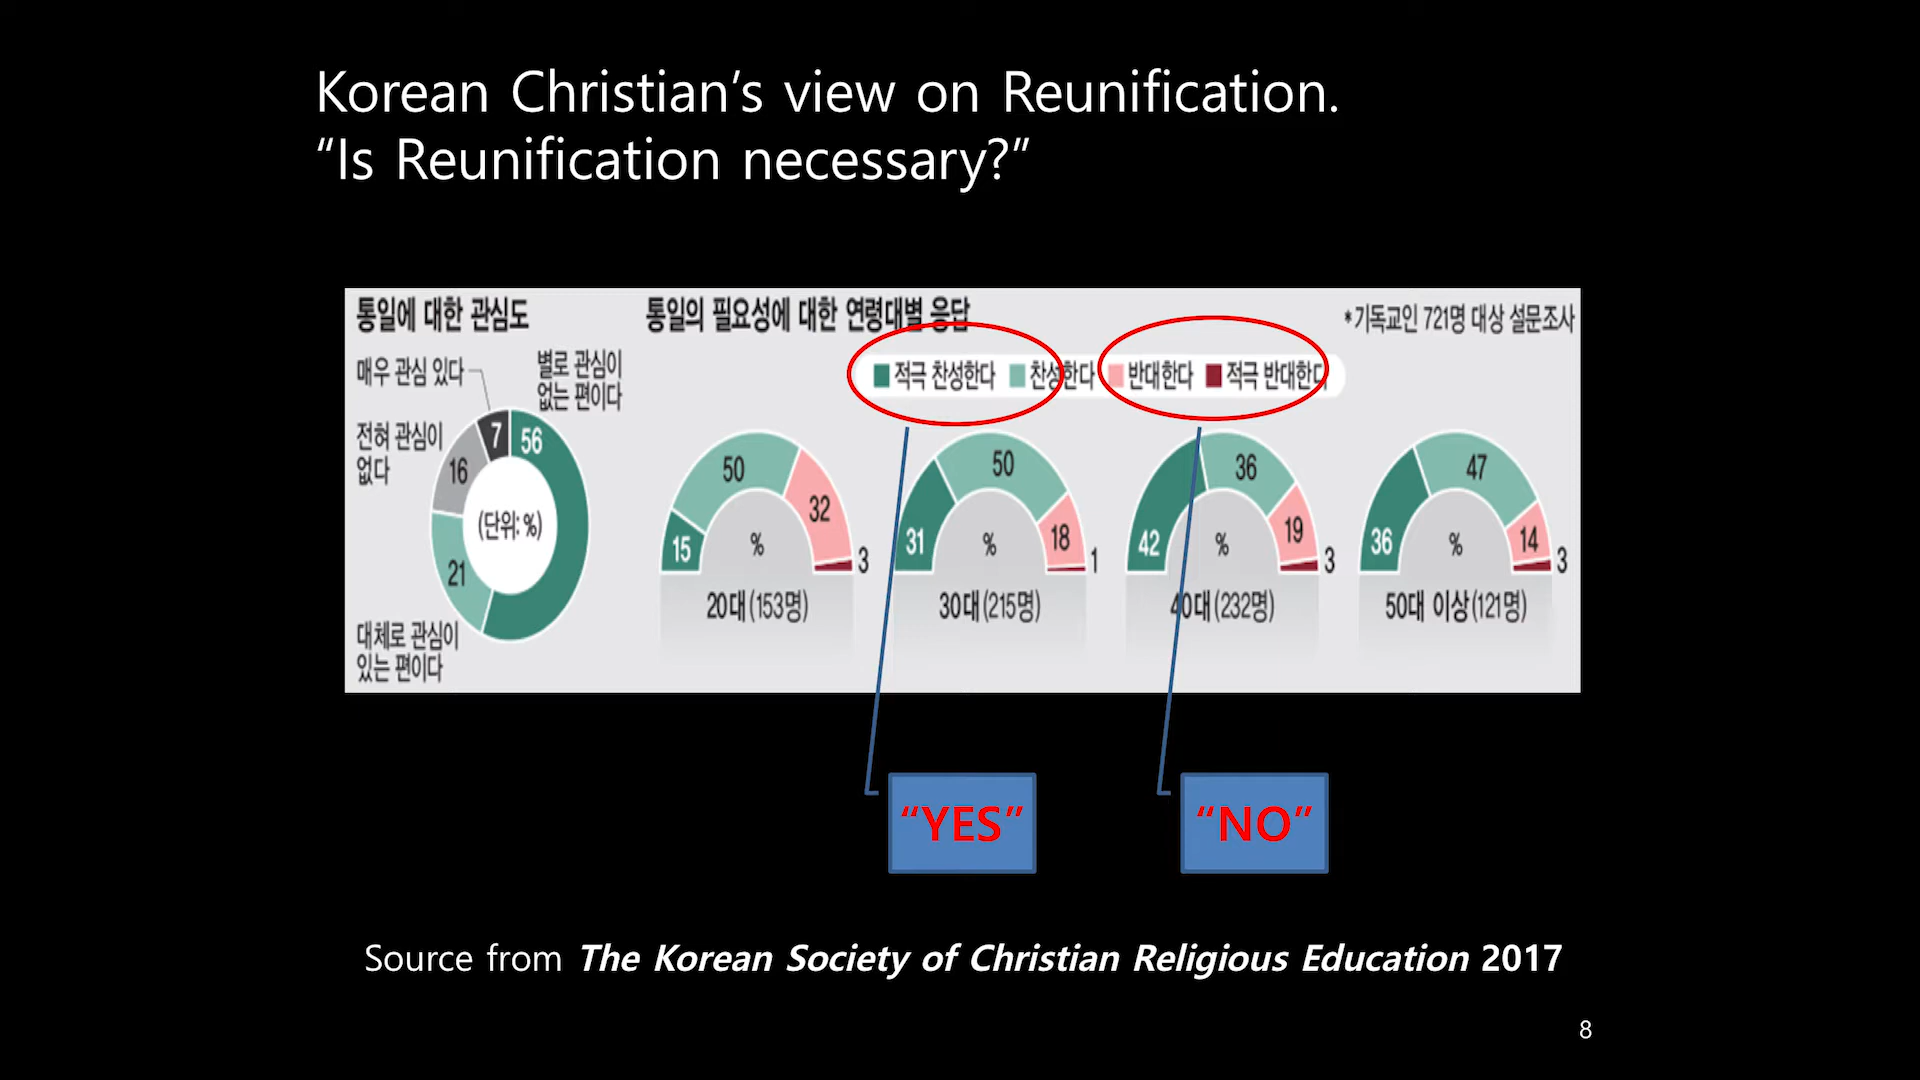 Korean Christian’s view on Reunification.
“Is Reunification necessary?”
통일에 대한 관심도
통일의 필요성에 대한 연령대별 응답
*기독교인 721명 대상 설문조사
매우 관심 있다
별로 관심이
없는 편이다
적극 찬성한다 찬성한다 반대한다 적극 반대한다
전혀 관심이
없다
7
56
16
(단위: %)
21
대체로 관심이
있는 편이다
15
50
32
3
%
20대 (153명)
31
50
18
1
%
30대 (215명)
42
36
19
3
%
40대 (232명)
36
47
14
3
%
50대 이상 (121명)
“YES”
“NO”
Source from The Korean Society of Christian Religious Education 2017
8